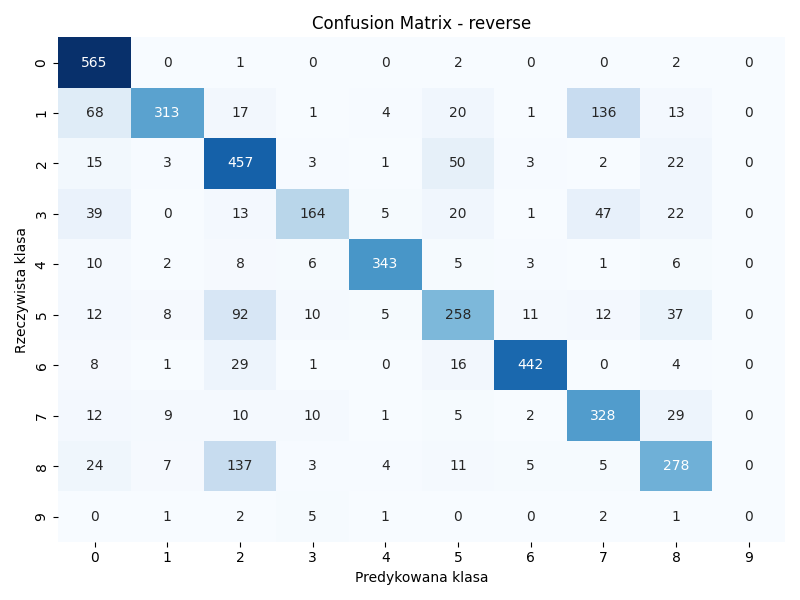 Confusion Matrix - reverse
Rzeczywista klasa
0 565 0 1 0 0 2 0 0 2 0
1 68 313 17 1 4 20 1 136 13 0
2 15 3 457 3 1 50 3 2 22 0
3 39 0 13 164 5 20 1 47 22 0
4 10 2 8 6 343 5 3 1 6 0
5 12 8 92 10 5 258 11 12 37 0
6 8 1 29 1 0 16 442 0 4 0
7 12 9 10 10 1 5 2 328 29 0
8 24 7 137 3 4 11 5 5 278 0
9 0 1 2 5 1 0 0 2 1 0
0 1 2 3 4 5 6 7 8 9
Predykowana klasa